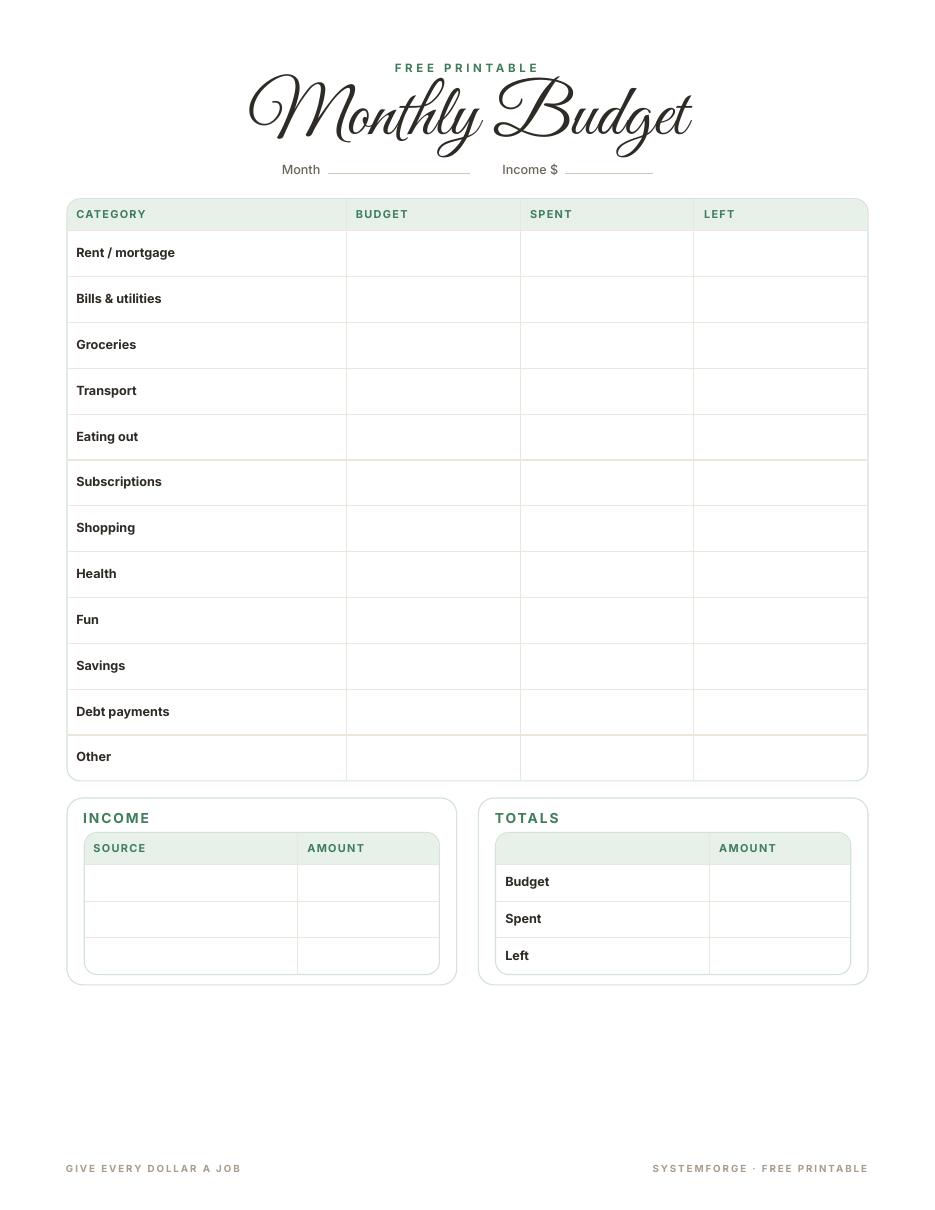 FREE PRINTABLE
Monthly Budget
Month Income $
CATEGORY BUDGET SPENT LEFT
Rent / mortgage
Bills & utilities
Groceries
Transport
Eating out
Subscriptions
Shopping
Health
Fun
Savings
Debt payments
Other
INCOME
SOURCE AMOUNT
TOTALS
AMOUNT
Budget
Spent
Left
GIVE EVERY DOLLAR A JOB
SYSTEMFORGE · FREE PRINTABLE